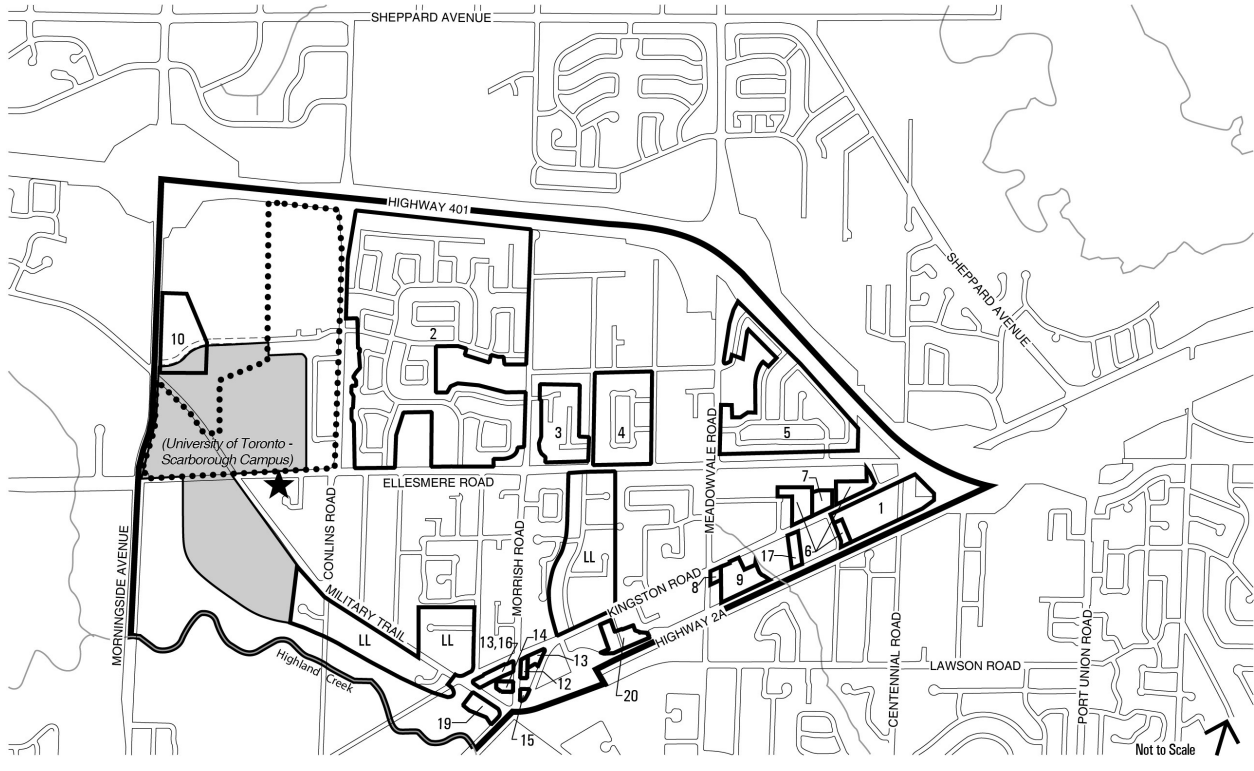 SHEPPARD AVENUE
HIGHWAY 401
SHEPPARD AVENUE
10
2
(University of Toronto -
Scarborough Campus)
3
4
5
MEADOWVALE ROAD
ELLESMERE ROAD
7
1
6
17
8
9
LL
MORNINGSIDE AVENUE
CONLINS ROAD
MORRISH ROAD
KINGSTON ROAD
HIGHWAY 2A
MILITARY TRAIL
LL
LL
13,16
14
13
12
20
19
15
Highland Creek
CENTENNIAL ROAD
LAWSON ROAD
PORT UNION ROAD
Not to Scale